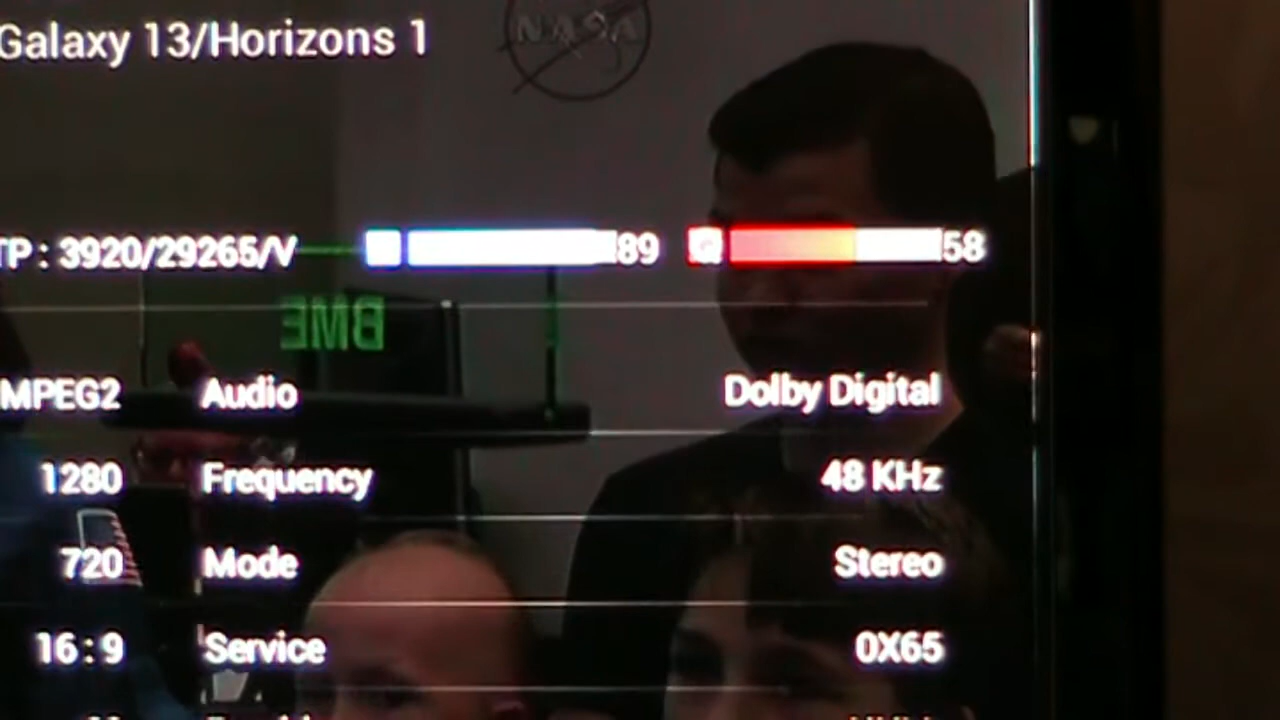 Galaxy 13/Horizons 1
NASA
TP : 3920/29265/V 89 58
BME
MPEG2 Audio Dolby Digital
1280 Frequency 48 KHz
720 Mode Stereo
16 : 9 Service 0X65